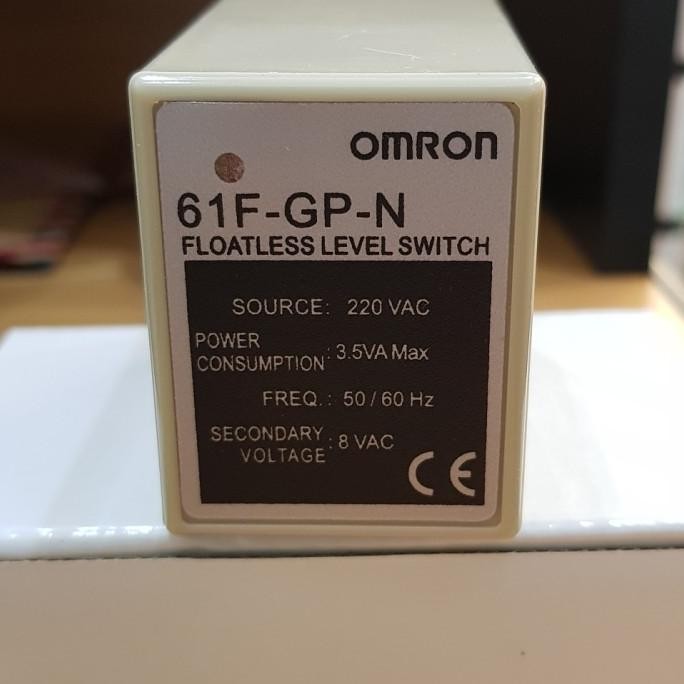 OMRON
61F-GP-N
FLOATLESS LEVEL SWITCH
SOURCE: 220 VAC
POWER
CONSUMPTION : 3.5VA Max
FREQ. : 50 / 60 Hz
SECONDARY
VOLTAGE : 8 VAC
CE